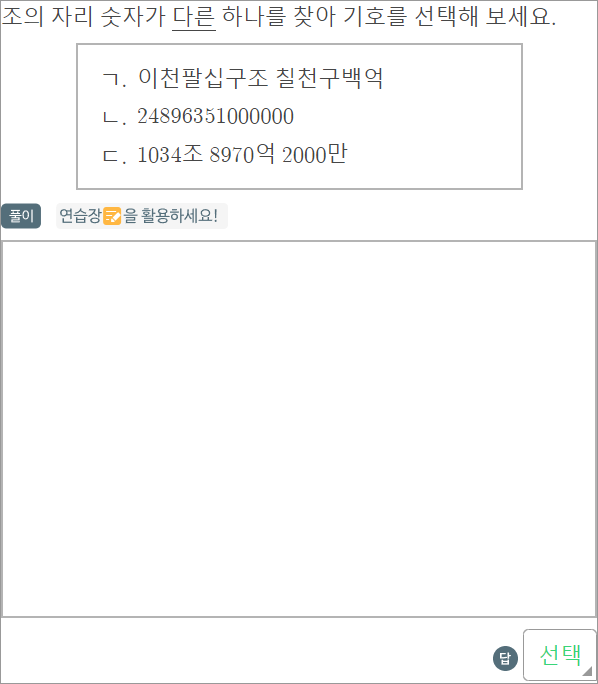 조의 자리 숫자가 다른 하나를 찾아 기호를 선택해 보세요.
ㄱ. 이천팔십구조 칠천구백억
ㄴ. 24896351000000
ㄷ. 1034조 8970억 2000만
풀이 연습장을 활용하세요!
답 선택